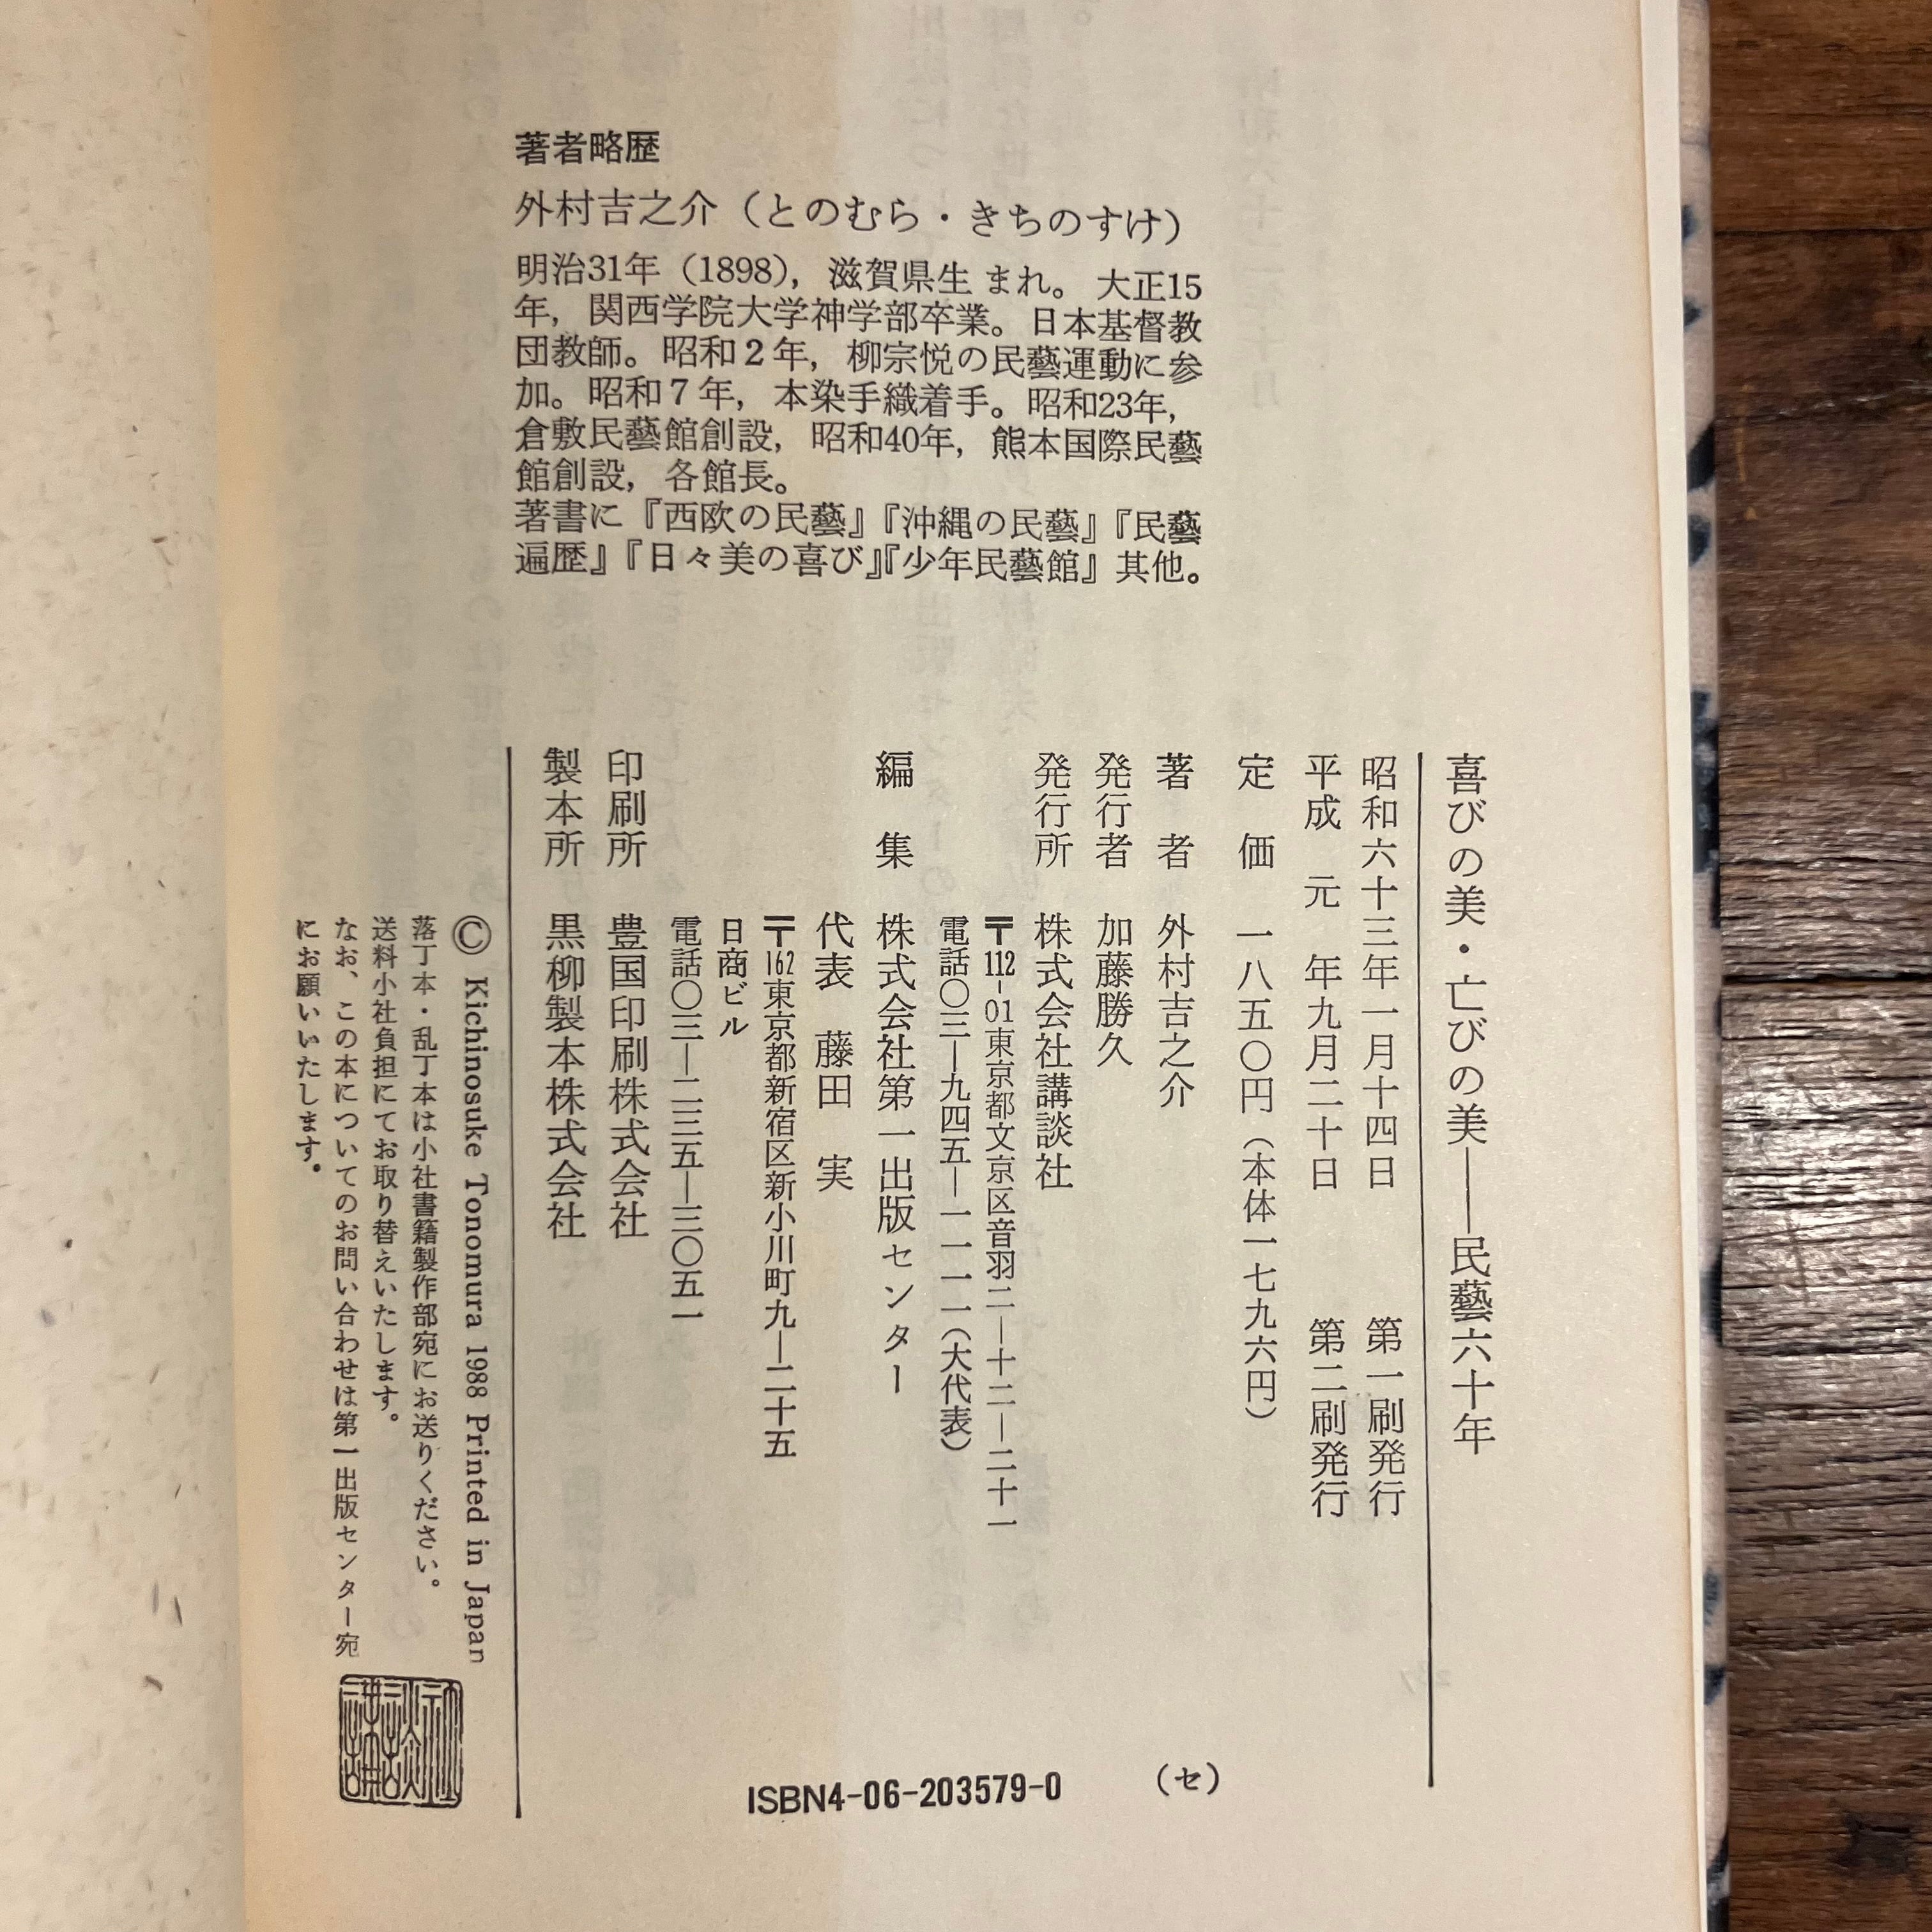 著者略歴
外村吉之介（とのむら・きちのすけ）
明治31年（1898），滋賀県生まれ。大正15
年，関西学院大学神学部卒業。日本基督教
団教師。昭和2年，柳宗悦の民藝運動に参
加。昭和7年，本染手織着手。昭和23年，
倉敷民藝館創設，昭和40年，熊本国際民藝
館創設，各館長。
著書に『西欧の民藝』『沖縄の民藝』『民藝
遍歴』『日々美の喜び』『少年民藝館』其他。
喜びの美・亡びの美――民藝六十年
昭和六十三年一月十四日　第一刷発行
平成元年九月二十日　第二刷発行
定価　一八五〇円（本体一七九六円）
著者　外村吉之介
発行者　加藤勝久
発行所　株式会社講談社
〒112-01東京都文京区音羽二―十二―二十一
電話〇三―九四五―一一一一（大代表）
編集　株式会社第一出版センター
代表　藤田　実
〒162東京都新宿区新小川町九―二十五
日商ビル
電話〇三―二三五―三〇五一
印刷所　豊国印刷株式会社
製本所　黒柳製本株式会社
© Kichinosuke Tonomura 1988 Printed in Japan
落丁本・乱丁本は小社書籍製作部宛にお送りください。
送料小社負担にてお取り替えいたします。
なお、この本についてのお問い合わせは第一出版センター宛
にお願いいたします。
講談社
ISBN4-06-203579-0
（セ）